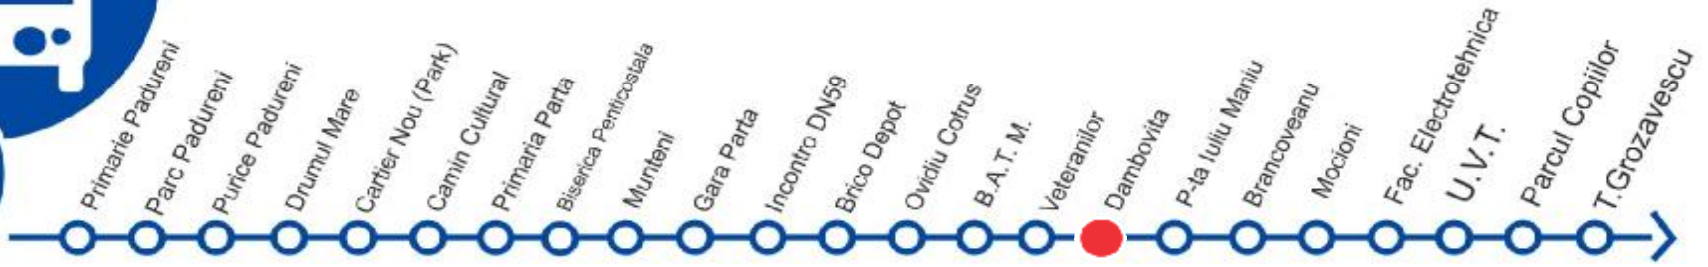 Primarie Padureni
Parc Padureni
Purice Padureni
Drumul Mare
Cartier Nou (Park)
Camin Cultural
Primaria Parta
Biserica Penticostala
Munteni
Gara Parta
Incontro DN59
Brico Depot
Ovidiu Cotrus
B.A.T.M.
Veteranilor
Dambovita
P-ta Iuliu Maniu
Brancoveanu
Mocioni
Fac. Electrotehnica
U.V.T.
Parcul Copiilor
T.Grozavescu